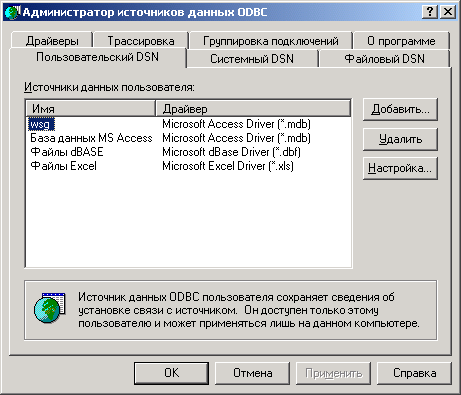 Администратор источников данных ODBC
Драйверы Трассировка Группировка подключений О программе
Пользовательский DSN Системный DSN Файловый DSN
Источники данных пользователя:
Имя Драйвер
wsg Microsoft Access Driver (*.mdb)
База данных MS Access Microsoft Access Driver (*.mdb)
Файлы dBASE Microsoft dBase Driver (*.dbf)
Файлы Excel Microsoft Excel Driver (*.xls)
Добавить...
Удалить
Настройка...
Источник данных ODBC пользователя сохраняет сведения об
установке связи с источником. Он доступен только этому
пользователю и может применяться лишь на данном компьютере.
OK Отмена Применить Справка